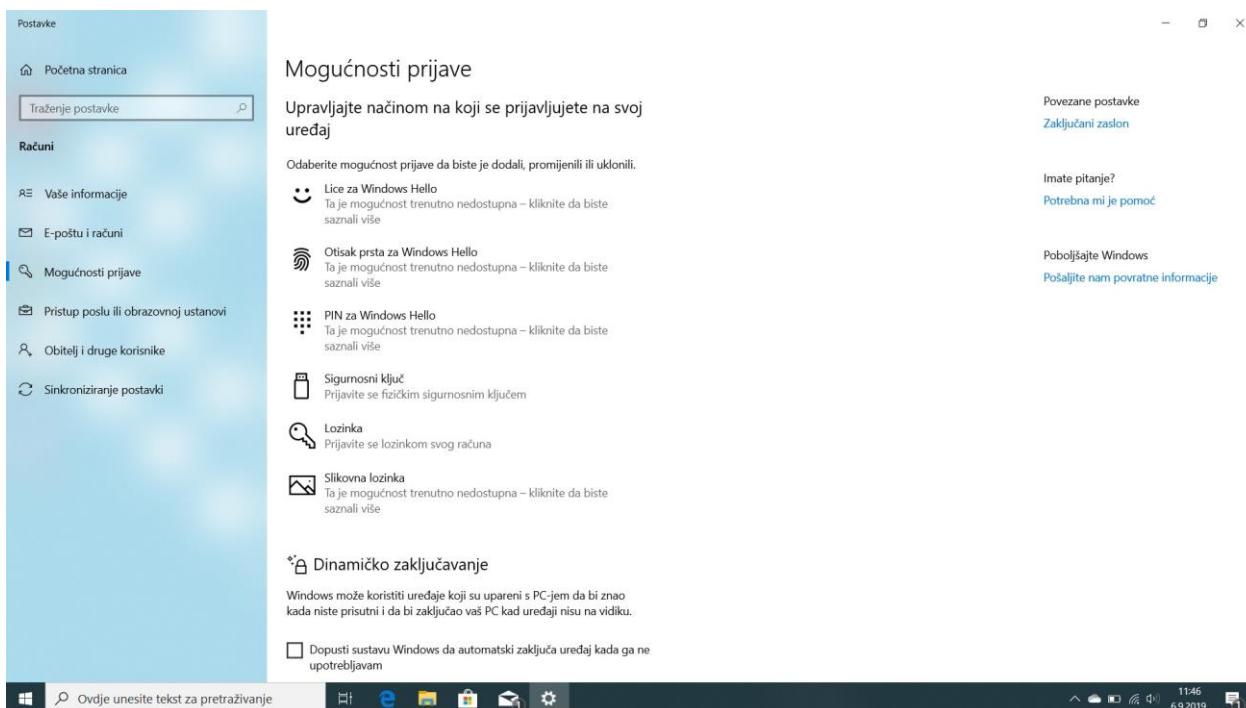 Postavke
Početna stranica
Traženje postavke
Računi
Vaše informacije
E-poštu i računi
Mogućnosti prijave
Pristup poslu ili obrazovnoj ustanovi
Obitelj i druge korisnike
Sinkroniziranje postavki
Mogućnosti prijave
Upravljajte načinom na koji se prijavljujete na svoj
uređaj
Odaberite mogućnost prijave da biste je dodali, promijenili ili uklonili.
Lice za Windows Hello
Ta je mogućnost trenutno nedostupna – kliknite da biste
saznali više
Otisak prsta za Windows Hello
Ta je mogućnost trenutno nedostupna – kliknite da biste
saznali više
PIN za Windows Hello
Ta je mogućnost trenutno nedostupna – kliknite da biste
saznali više
Sigurnosni ključ
Prijavite se fizičkim sigurnosnim ključem
Lozinka
Prijavite se lozinkom svog računa
Slikovna lozinka
Ta je mogućnost trenutno nedostupna – kliknite da biste
saznali više
Dinamičko zaključavanje
Windows može koristiti uređaje koji su upareni s PC-jem da bi znao
kada niste prisutni i da bi zaključao vaš PC kad uređaji nisu na vidiku.
Dopusti sustavu Windows da automatski zaključa uređaj kada ga ne
upotrebljavam
Povezane postavke
Zaključani zaslon
Imate pitanje?
Potrebna mi je pomoć
Poboljšajte Windows
Pošaljite nam povratne informacije
Ovdje unesite tekst za pretraživanje
11:46
6.9.2019